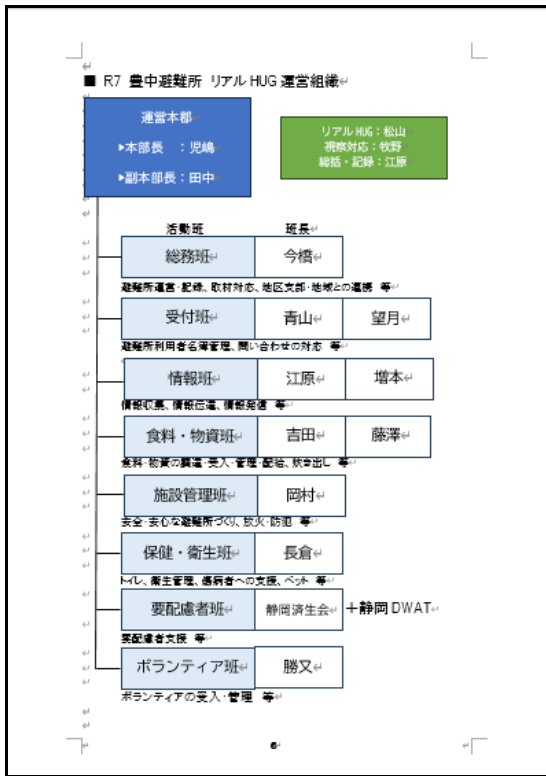 ■ R7 豊中避難所 リアルHUG運営組織
運営本部
▶本部長 ：児嶋
▶副本部長：田中
リアルHUG：松山
視察対応：牧野
総括・記録：江原
活動班 班長
総務班 今橋
避難所運営・記録、取材対応、地区支部・地域との連携 等
受付班 青山 望月
避難所利用者名簿管理、問い合わせの対応 等
情報班 江原 増本
情報収集、情報伝達、情報発信 等
食料・物資班 吉田 藤澤
食料・物資の調達・受入・管理・配給、炊き出し 等
施設管理班 岡村
安全・安心な避難所づくり、放火・防犯 等
保健・衛生班 長倉
トイレ、衛生管理、傷病者への支援、ペット 等
要配慮者班 静岡済生会 ＋静岡DWAT
要配慮者支援 等
ボランティア班 勝又
ボランティアの受入・管理 等